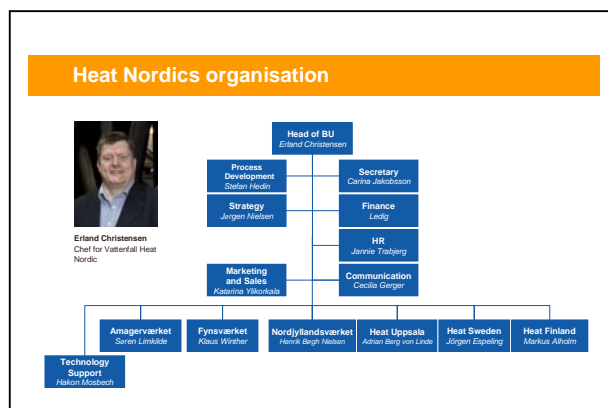 Heat Nordics organisation
Head of BU
Erland Christensen
Process
Development
Stefan Hedin
Secretary
Carina Jakobsson
Strategy
Jørgen Nielsen
Finance
Ledig
HR
Jannie Trabjerg
Erland Christensen
Chef for Vattenfall Heat
Nordic
Marketing
and Sales
Katarina Ylikorkala
Communication
Cecilia Gerger
Amagerværket
Søren Limkilde
Fynsværket
Klaus Winther
Nordjyllandsværket
Henrik Bøgh Nielsen
Heat Uppsala
Adrian Berg von Linde
Heat Sweden
Jörgen Espeling
Heat Finland
Markus Alholm
Technology
Support
Hakon Mosbech